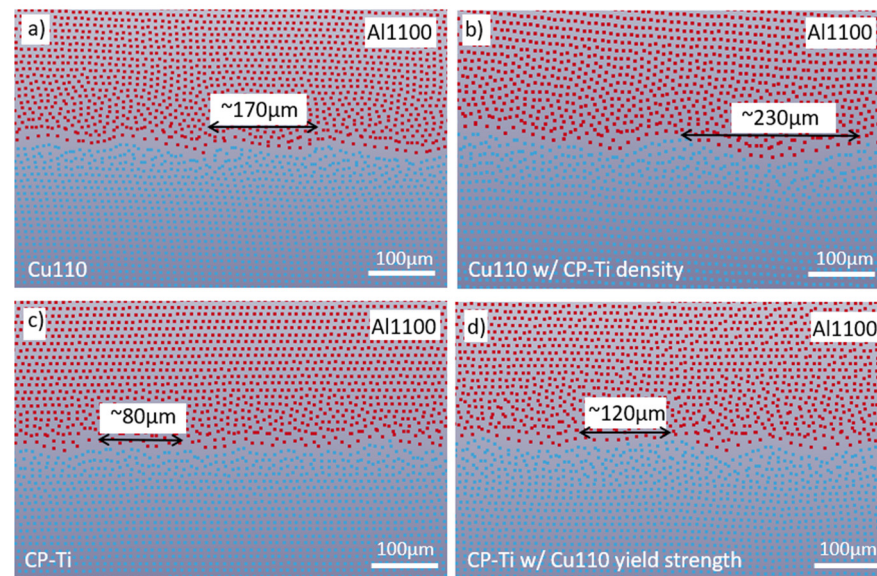 a)
Al1100
~170µm
Cu110
100µm
b)
Al1100
~230µm
Cu110 w/ CP-Ti density
100µm
c)
Al1100
~80µm
CP-Ti
100µm
d)
Al1100
~120µm
CP-Ti w/ Cu110 yield strength
100µm